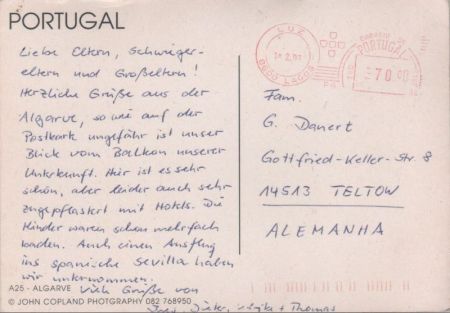 PORTUGAL
Liebe Eltern, Schwieger-
eltern und Großeltern!
Herzliche Grüße aus der
Algarve, so wie auf der
Postkarte ungefähr ist unser
Blick vom Balkon unserer
Unterkunft. Hier ist es sehr
schön, aber leider auch sehr
zugepflastert mit Hotels. Die
Kinder waren schon mehrfach
baden. Auch einen Ausflug
ins spanische Sevilla haben
wir unternommen.
Viele Grüße von
+ Thomas
A25 - ALGARVE
© JOHN COPLAND PHOTOGRAPHY 082 768950
LUZ
PORTUGAL
70
Fam.
G. Danert
Gottfried-Keller-Str. 8
14513 TELTOW
ALEMANHA